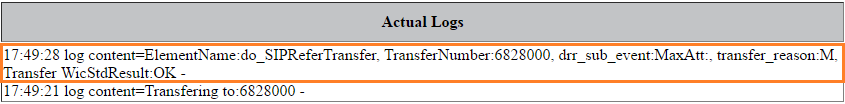 Actual Logs
17:49:28 log content=ElementName:do_SIPReferTransfer, TransferNumber:6828000, drr_sub_event:MaxAtt:, transfer_reason:M,
Transfer WicStdResult:OK -
17:49:21 log content=Transfering to:6828000 -